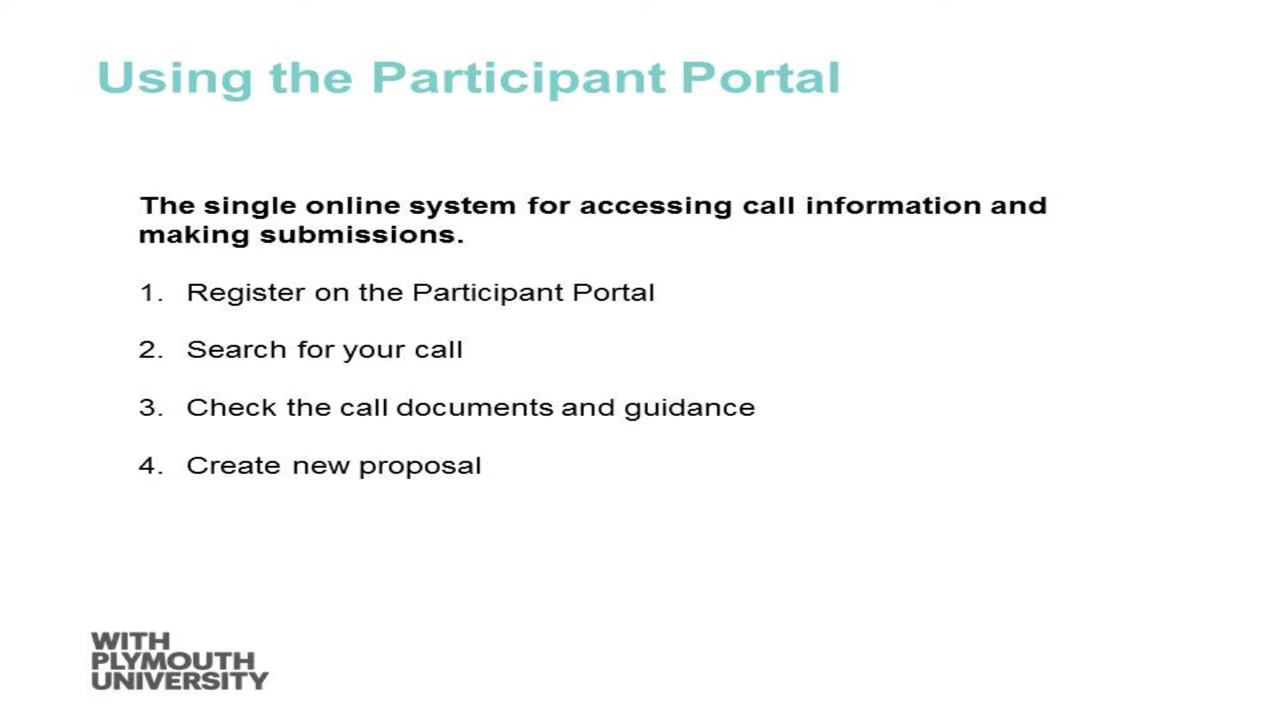 Using the Participant Portal
The single online system for accessing call information and
making submissions.
1. Register on the Participant Portal
2. Search for your call
3. Check the call documents and guidance
4. Create new proposal
WITH
PLYMOUTH
UNIVERSITY